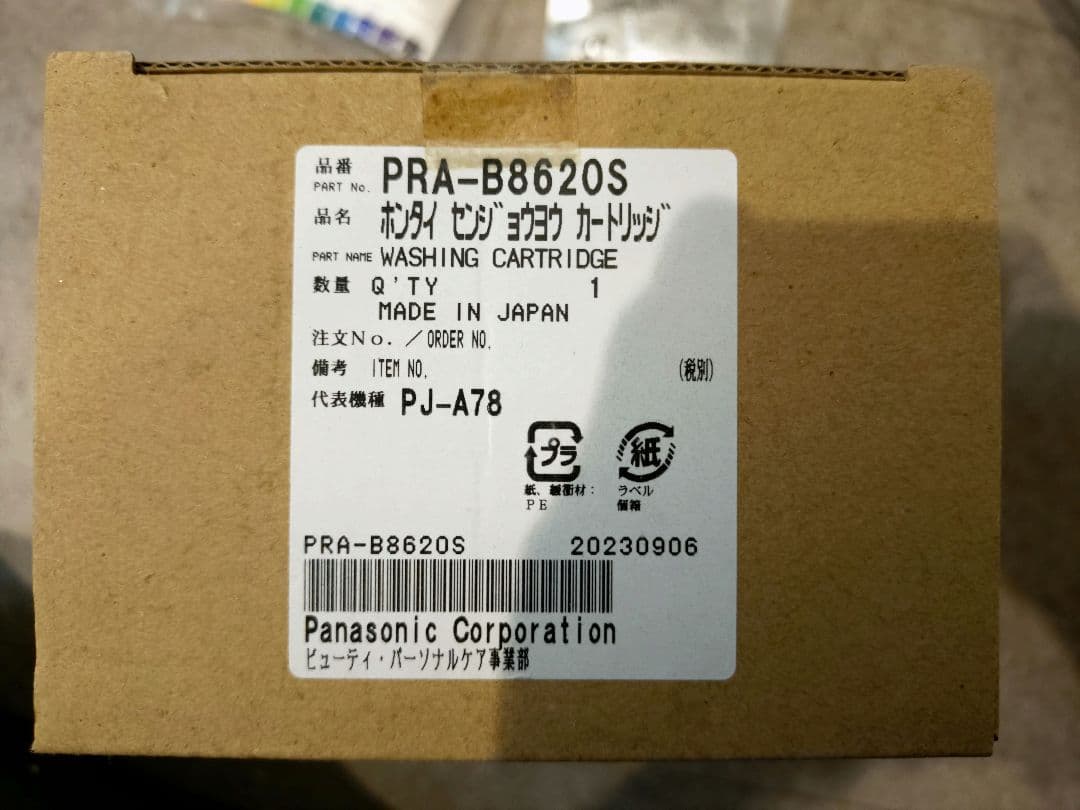 品番
PART No. PRA-B8620S
品名 ホンタイ センジョウヨウ カートリッジ
PART NAME WASHING CARTRIDGE
数量 Q'TY 1
MADE IN JAPAN
注文No. ／ORDER NO.
備考 ITEM NO. (税別)
代表機種 PJ-A78
プラ 紙
紙、緩衝材： ラベル
PE 個箱
PRA-B8620S 20230906
Panasonic Corporation
ビューティ・パーソナルケア事業部